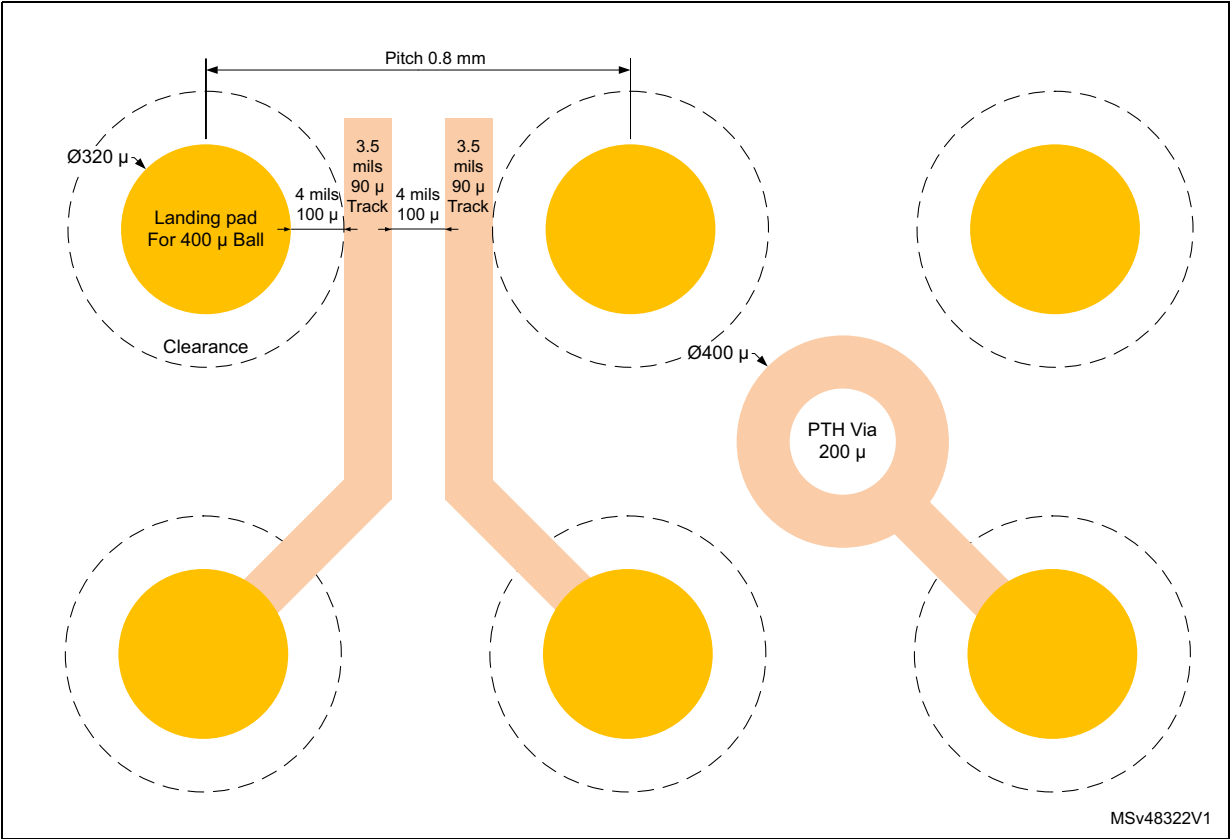 Pitch 0.8 mm
Ø320 µ
3.5
mils
90 µ
Track
3.5
mils
90 µ
Track
4 mils
100 µ
4 mils
100 µ
Landing pad
For 400 µ Ball
Clearance
Ø400 µ
PTH Via
200 µ
MSv48322V1